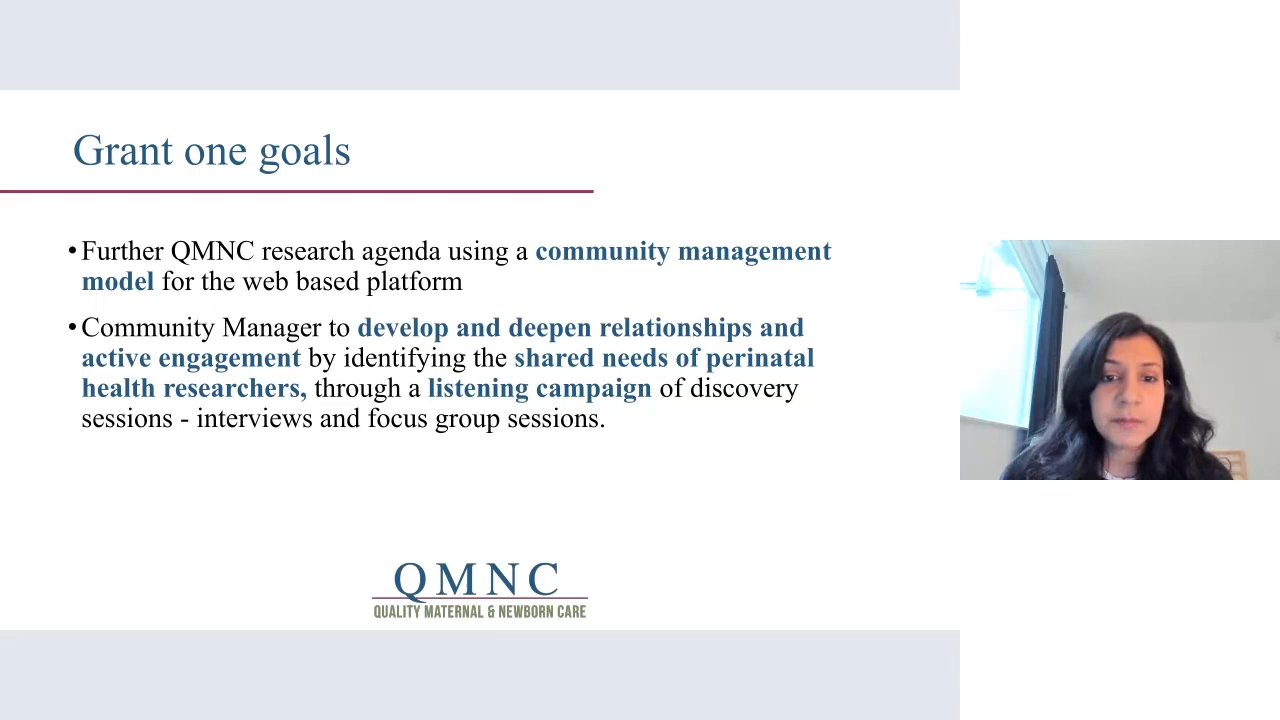 Grant one goals
• Further QMNC research agenda using a community management
model for the web based platform
• Community Manager to develop and deepen relationships and
active engagement by identifying the shared needs of perinatal
health researchers, through a listening campaign of discovery
sessions - interviews and focus group sessions.
QMNC
QUALITY MATERNAL & NEWBORN CARE